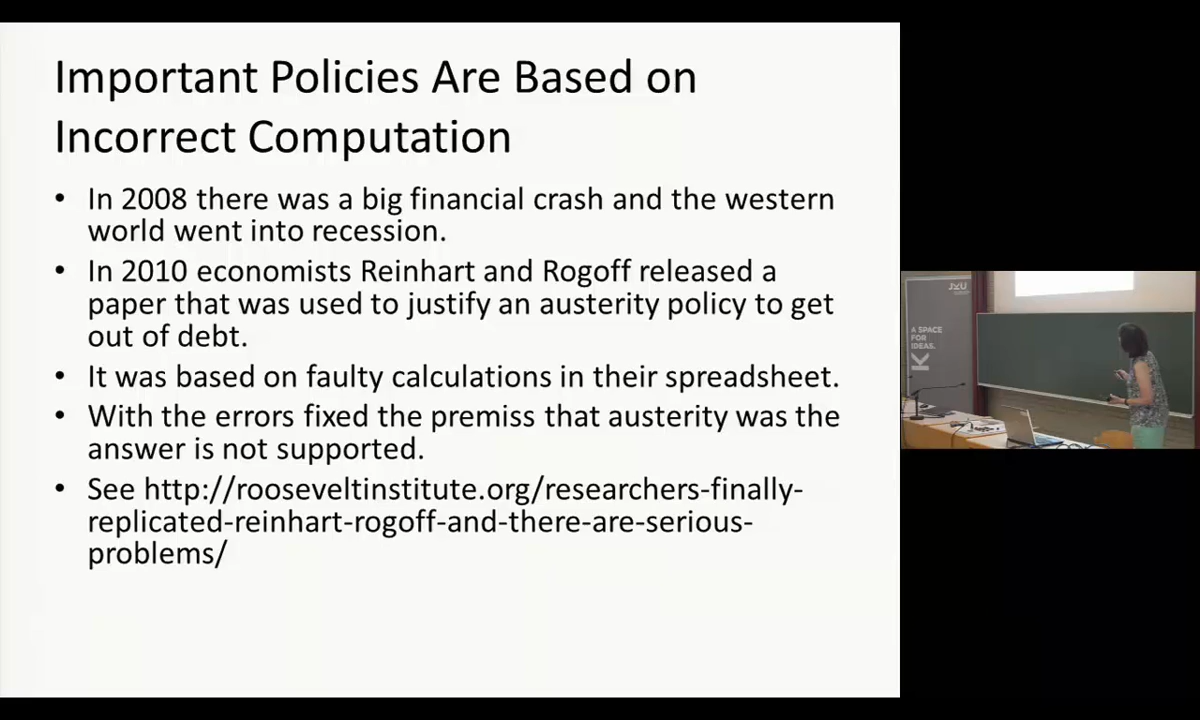 Important Policies Are Based on
Incorrect Computation
• In 2008 there was a big financial crash and the western
world went into recession.
• In 2010 economists Reinhart and Rogoff released a
paper that was used to justify an austerity policy to get
out of debt.
• It was based on faulty calculations in their spreadsheet.
• With the errors fixed the premiss that austerity was the
answer is not supported.
• See http://rooseveltinstitute.org/researchers-finally-
replicated-reinhart-rogoff-and-there-are-serious-
problems/
JKU
A SPACE
FOR
IDEAS.